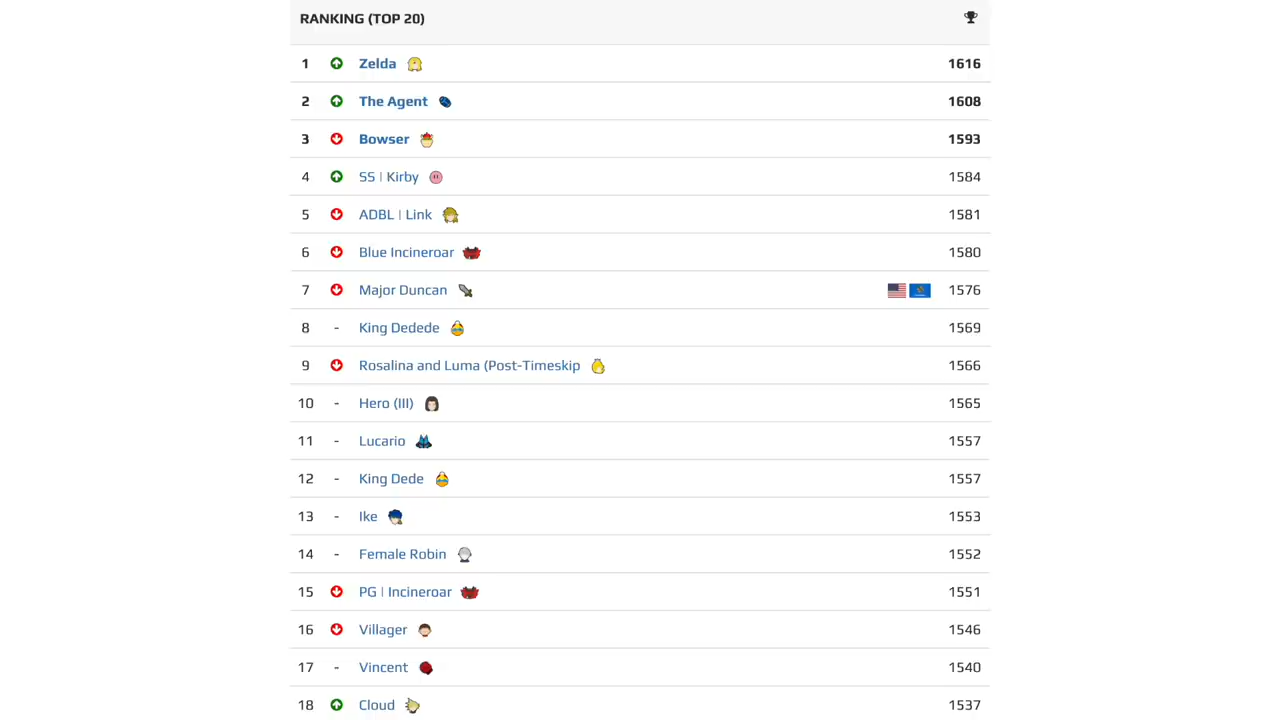 RANKING (TOP 20)
1 Zelda 1616
2 The Agent 1608
3 Bowser 1593
4 SS | Kirby 1584
5 ADBL | Link 1581
6 Blue Incineroar 1580
7 Major Duncan 1576
8 - King Dedede 1569
9 Rosalina and Luma (Post-Timeskip 1566
10 - Hero (III) 1565
11 - Lucario 1557
12 - King Dede 1557
13 - Ike 1553
14 - Female Robin 1552
15 PG | Incineroar 1551
16 Villager 1546
17 - Vincent 1540
18 Cloud 1537